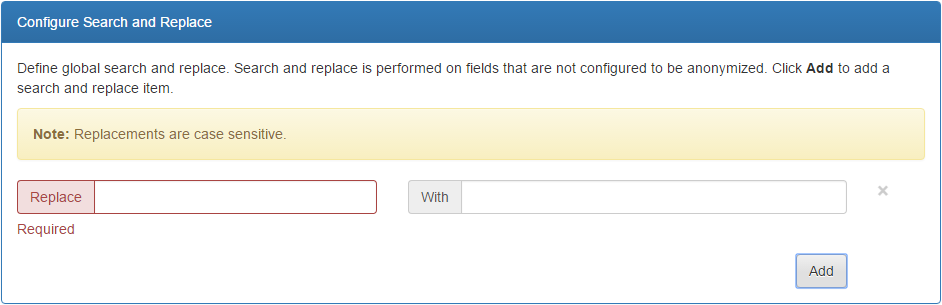 Configure Search and Replace
Define global search and replace. Search and replace is performed on fields that are not configured to be anonymized. Click Add to add a
search and replace item.
Note: Replacements are case sensitive.
Replace With ×
Required
Add